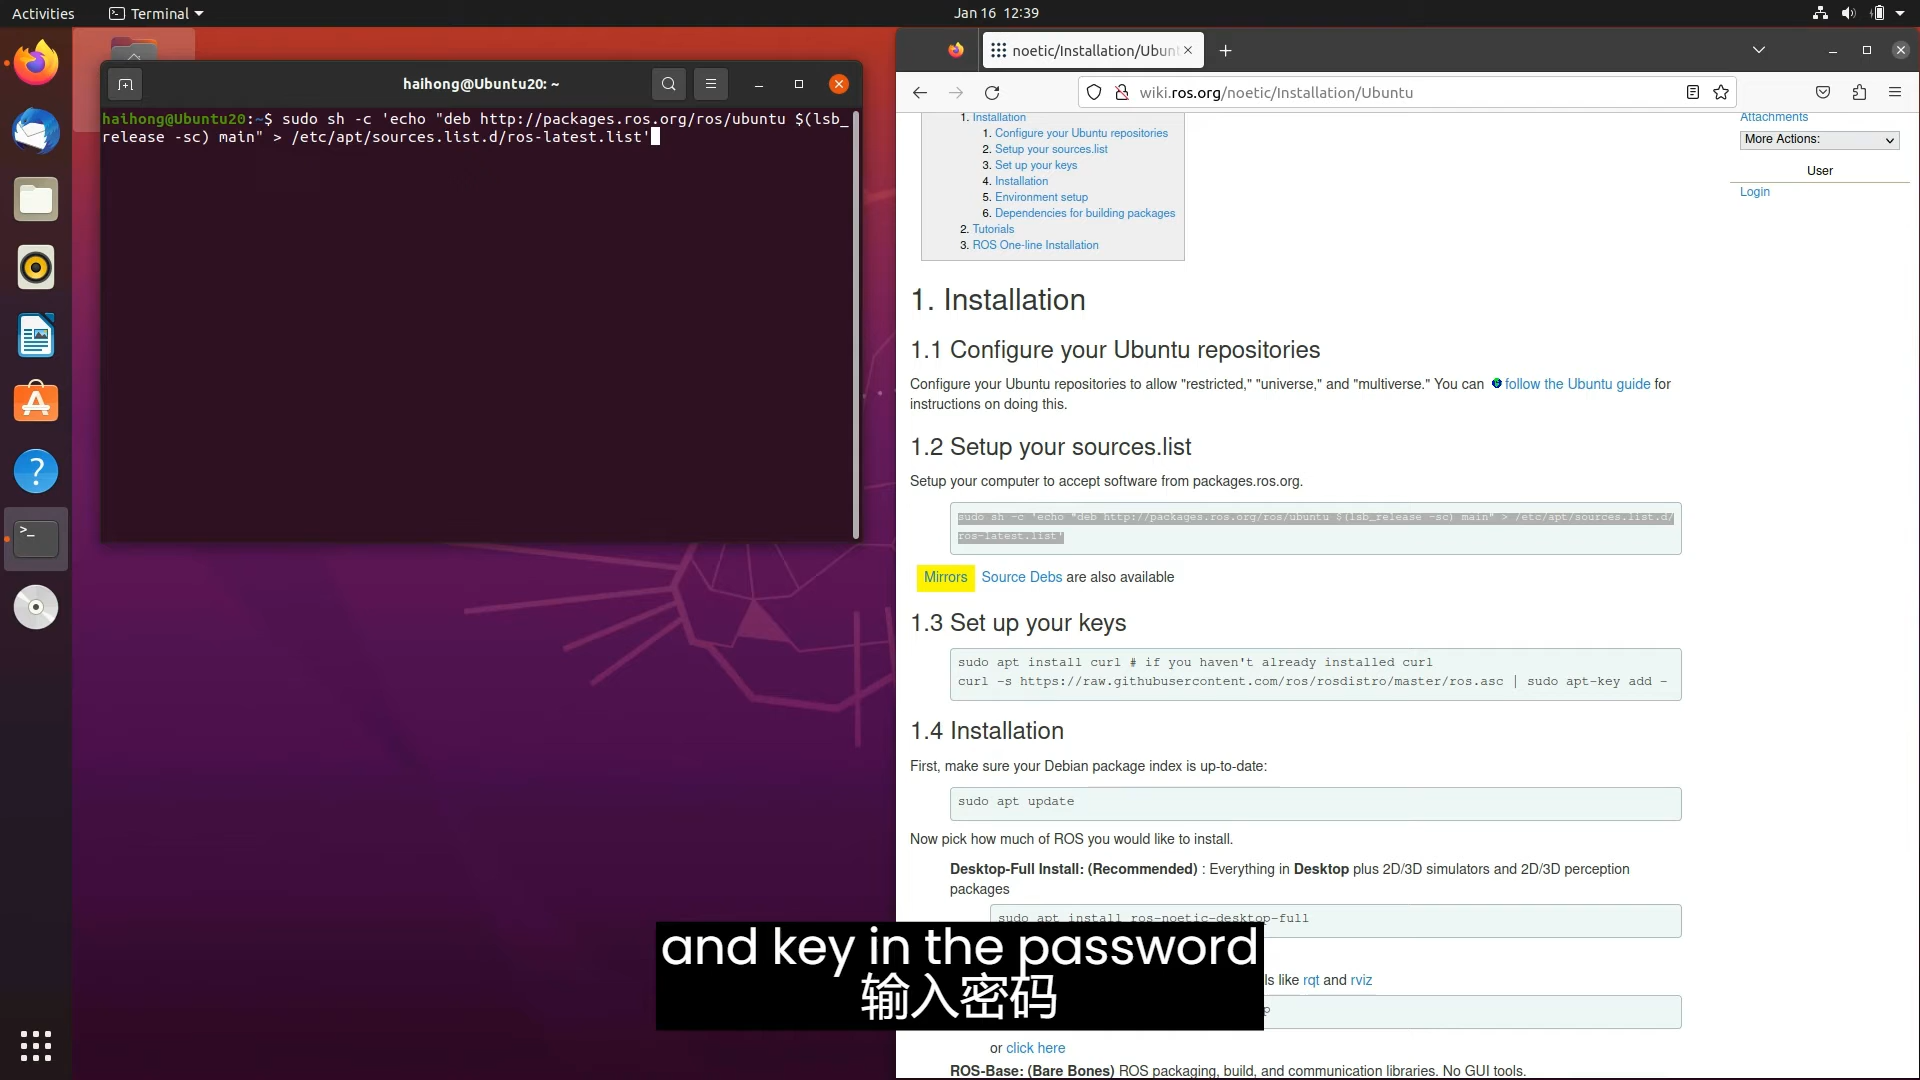 Activities
Terminal
Jan 16 12:39
haihong@Ubuntu20: ~
haihong@Ubuntu20:~$ sudo sh -c 'echo "deb http://packages.ros.org/ros/ubuntu $(lsb_
release -sc) main" > /etc/apt/sources.list.d/ros-latest.list'
noetic/Installation/Ubun
wiki.ros.org/noetic/Installation/Ubuntu
1. Installation
1. Configure your Ubuntu repositories
2. Setup your sources.list
3. Set up your keys
4. Installation
5. Environment setup
6. Dependencies for building packages
2. Tutorials
3. ROS One-line Installation
Attachments
More Actions:
User
Login
1. Installation
1.1 Configure your Ubuntu repositories
Configure your Ubuntu repositories to allow "restricted," "universe," and "multiverse." You can follow the Ubuntu guide for
instructions on doing this.
1.2 Setup your sources.list
Setup your computer to accept software from packages.ros.org.
sudo sh -c 'echo "deb http://packages.ros.org/ros/ubuntu $(lsb_release -sc) main" > /etc/apt/sources.list.d/
ros-latest.list'
Mirrors Source Debs are also available
1.3 Set up your keys
sudo apt install curl # if you haven't already installed curl
curl -s https://raw.githubusercontent.com/ros/rosdistro/master/ros.asc | sudo apt-key add -
1.4 Installation
First, make sure your Debian package index is up-to-date:
sudo apt update
Now pick how much of ROS you would like to install.
Desktop-Full Install: (Recommended) : Everything in Desktop plus 2D/3D simulators and 2D/3D perception
packages
sudo apt install ros-noetic-desktop-full
ls like rqt and rviz
p
or click here
ROS-Base: (Bare Bones) ROS packaging, build, and communication libraries. No GUI tools.
and key in the password
输入密码